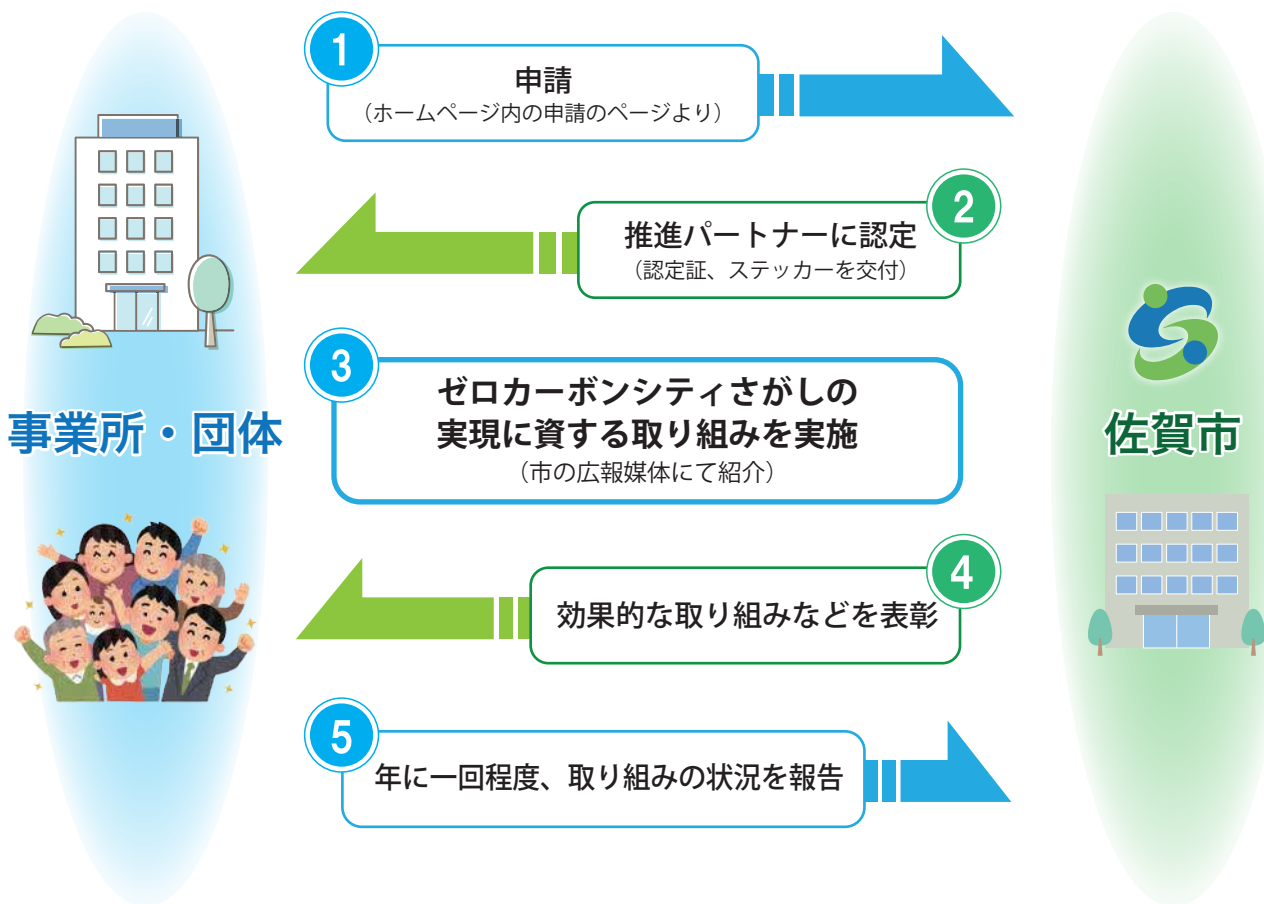 1
申請
（ホームページ内の申請のページより）
2
推進パートナーに認定
（認定証、ステッカーを交付）
3
ゼロカーボンシティさがしの
実現に資する取り組みを実施
（市の広報媒体にて紹介）
事業所・団体
佐賀市
4
効果的な取り組みなどを表彰
5
年に一回程度、取り組みの状況を報告